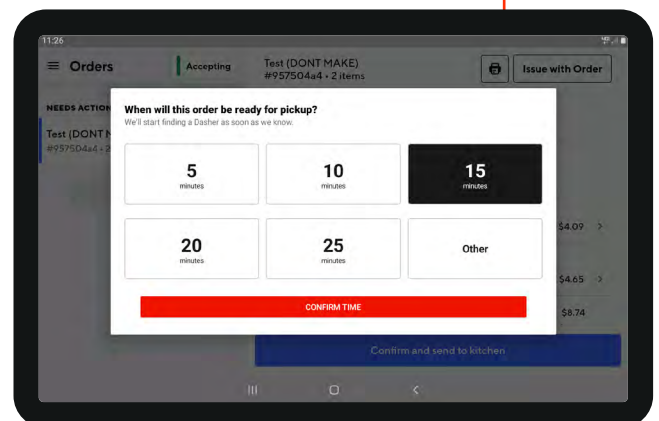 11:26
Orders
Accepting
Test (DONT MAKE)
#957504a4 • 2 items
Issue with Order
NEEDS ACTION
Test (DONT M
#957504a4 • 2
When will this order be ready for pickup?
We'll start finding a Dasher as soon as we know.
5
minutes
10
minutes
15
minutes
20
minutes
25
minutes
Other
CONFIRM TIME
$4.09 >
$4.65 >
$8.74
Confirm and send to kitchen